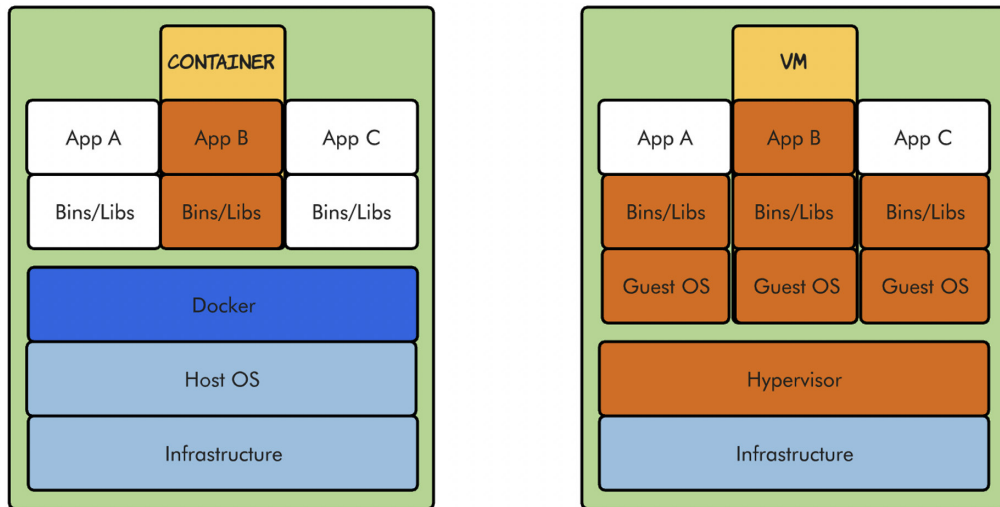 CONTAINER
App A
App B
App C
Bins/Libs
Bins/Libs
Bins/Libs
Docker
Host OS
Infrastructure
VM
App A
App B
App C
Bins/Libs
Bins/Libs
Bins/Libs
Guest OS
Guest OS
Guest OS
Hypervisor
Infrastructure